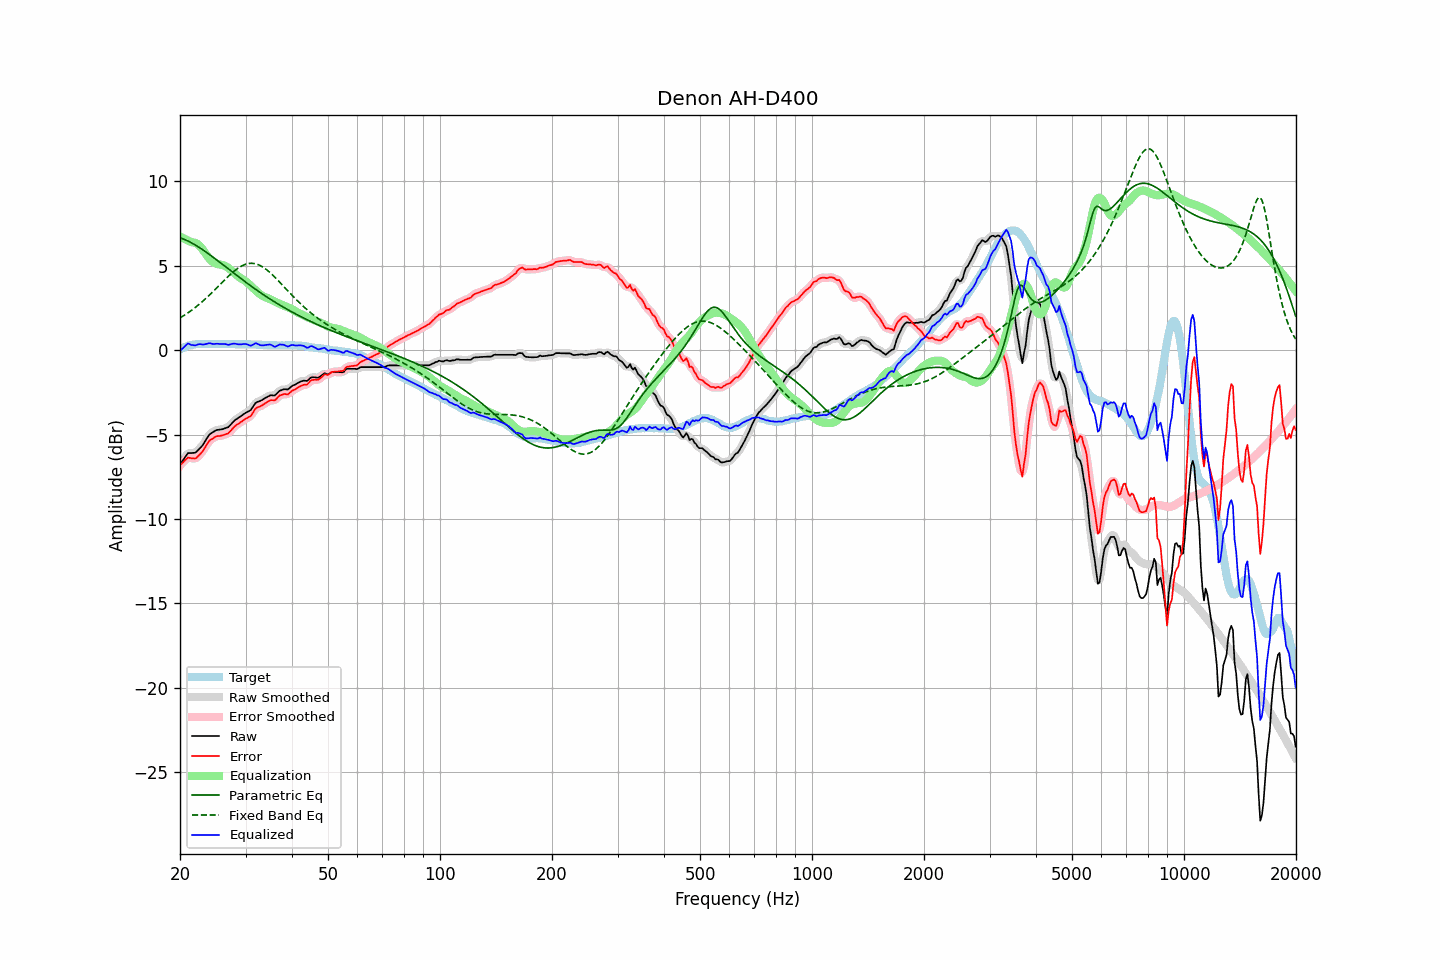 Denon AH-D400
Amplitude (dBr)
10
5
0
−5
−10
−15
−20
−25
Target
Raw Smoothed
Error Smoothed
Raw
Error
Equalization
Parametric Eq
Fixed Band Eq
Equalized
20 50 100 200 500 1000 2000 5000 10000 20000
Frequency (Hz)